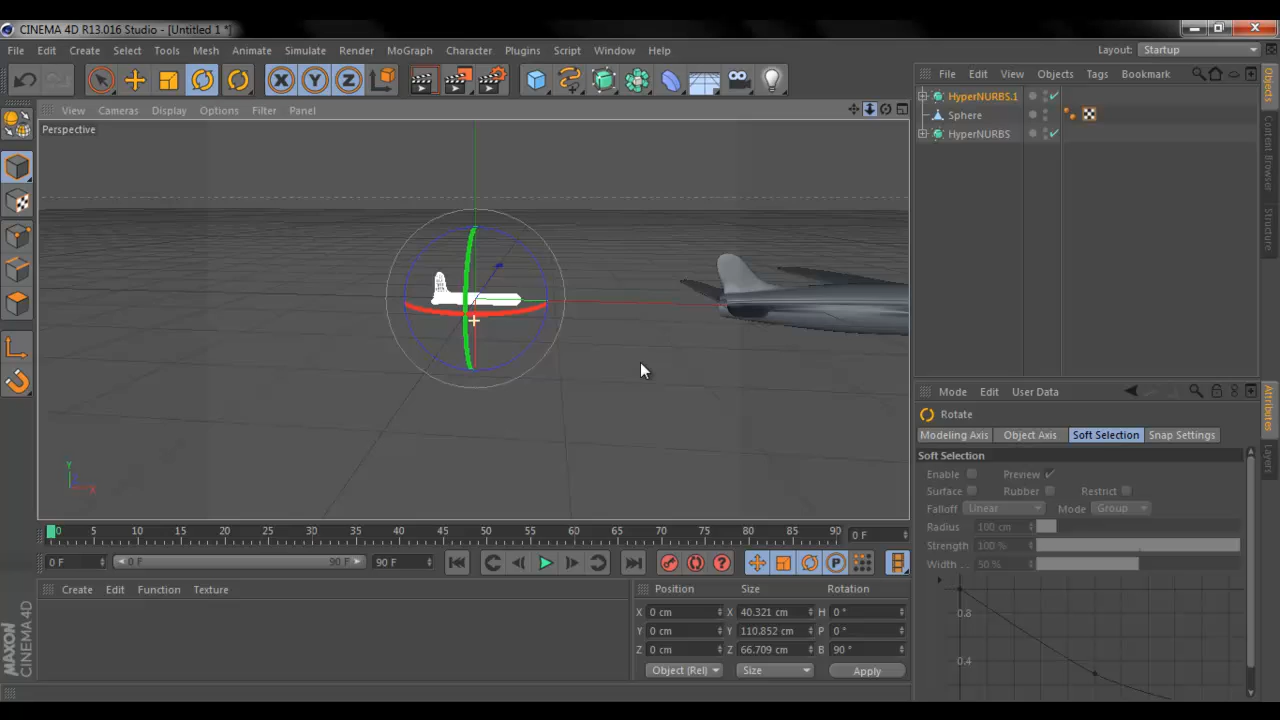 CINEMA 4D R13.016 Studio - [Untitled 1 *]
File Edit Create Select Tools Mesh Animate Simulate Render MoGraph Character Plugins Script Window Help Layout: Startup
X Y Z
File Edit View Objects Tags Bookmark
HyperNURBS.1
Sphere
HyperNURBS
Objects
Content Browser
Structure
View Cameras Display Options Filter Panel
Perspective
Y
X
Mode Edit User Data
Rotate
Modeling Axis Object Axis Soft Selection Snap Settings
Soft Selection
Enable Preview
Surface Rubber Restrict
Falloff Linear Mode Group
Radius 100 cm
Strength 100 %
Width .. 50 %
0.8
0.4
Attributes
Layers
0 5 10 15 20 25 30 35 40 45 50 55 60 65 70 75 80 85 90 0 F
0 F 0 F 90 F 90 F
Create Edit Function Texture
Position Size Rotation
X 0 cm X 40.321 cm H 0 °
Y 0 cm Y 110.852 cm P 0 °
Z 0 cm Z 66.709 cm B 90 °
Object (Rel) Size Apply
MAXON
CINEMA 4D